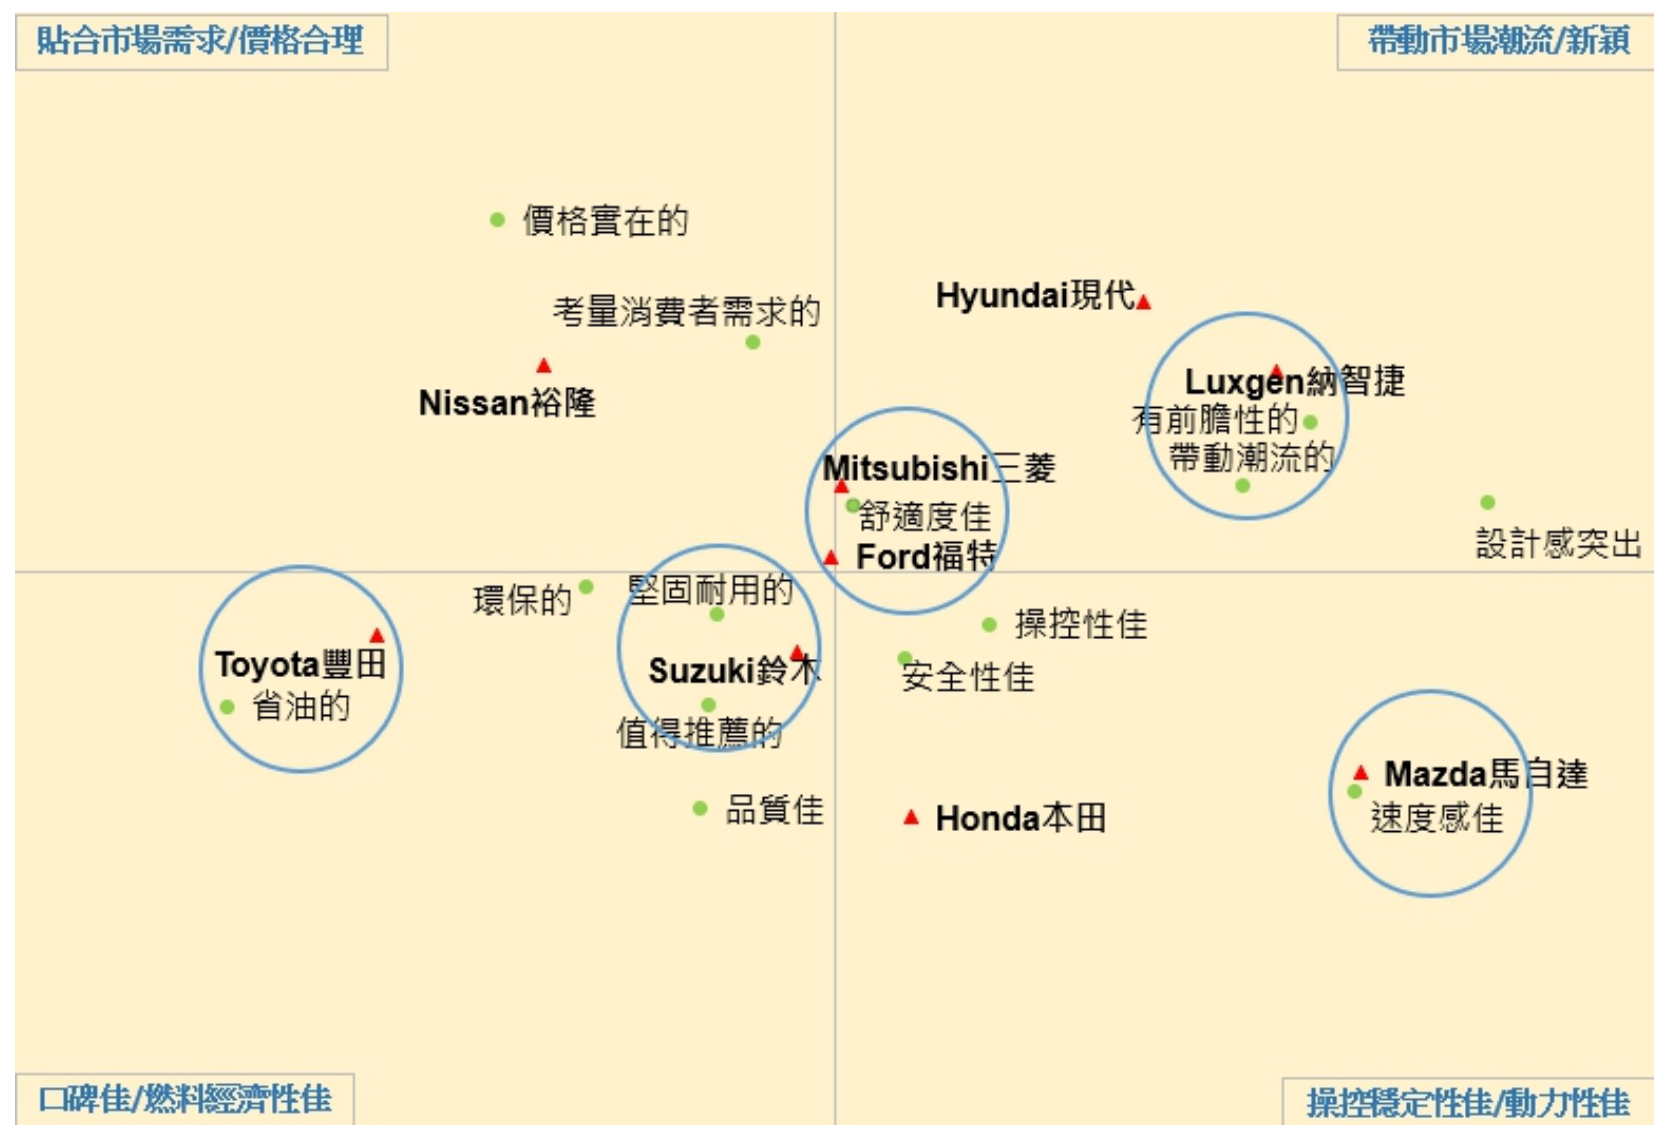 貼合市場需求/價格合理
帶動市場潮流/新穎
價格實在的
考量消費者需求的
Hyundai現代
Nissan裕隆
Luxgen納智捷
有前膽性的
帶動潮流的
Mitsubishi三菱
舒適度佳
Ford福特
設計感突出
環保的
堅固耐用的
操控性佳
Toyota豐田
省油的
Suzuki鈴木
安全性佳
值得推薦的
Mazda馬自達
速度感佳
品質佳
Honda本田
口碑佳/燃料經濟性佳
操控穩定性佳/動力性佳